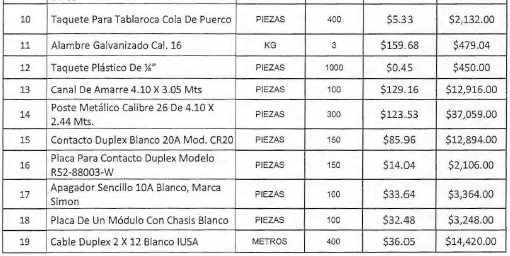 10 Taquete Para Tablaroca Cola De Puerco PIEZAS 400 $5.33 $2,132.00
11 Alambre Galvanizado Cal. 16 KG 3 $159.68 $479.04
12 Taquete Plástico De ¼" PIEZAS 1000 $0.45 $450.00
13 Canal De Amarre 4.10 X 3.05 Mts PIEZAS 100 $129.16 $12,916.00
14 Poste Metálico Calibre 26 De 4.10 X
2.44 Mts. PIEZAS 300 $123.53 $37,059.00
15 Contacto Duplex Blanco 20A Mod. CR20 PIEZAS 150 $85.96 $12,894.00
16 Placa Para Contacto Duplex Modelo
R52-88003-W PIEZAS 150 $14.04 $2,106.00
17 Apagador Sencillo 10A Blanco, Marca
Simon PIEZAS 100 $33.64 $3,364.00
18 Placa De Un Módulo Con Chasis Blanco PIEZAS 100 $32.48 $3,248.00
19 Cable Duplex 2 X 12 Blanco IUSA METROS 400 $36.05 $14,420.00